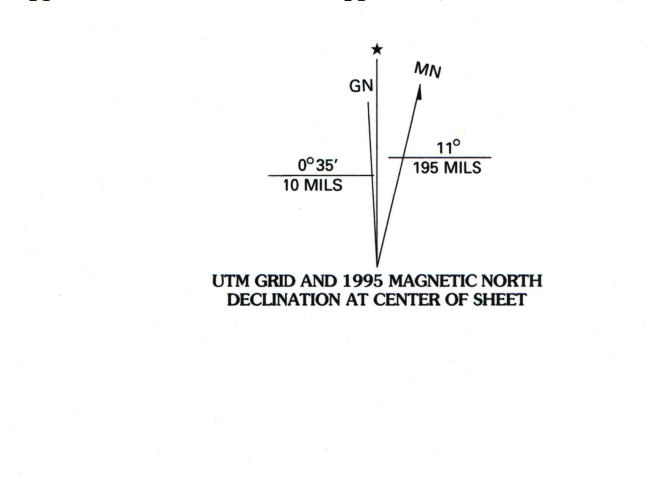 ★
MN
GN
11°
195 MILS
0° 35'
10 MILS
UTM GRID AND 1995 MAGNETIC NORTH
DECLINATION AT CENTER OF SHEET